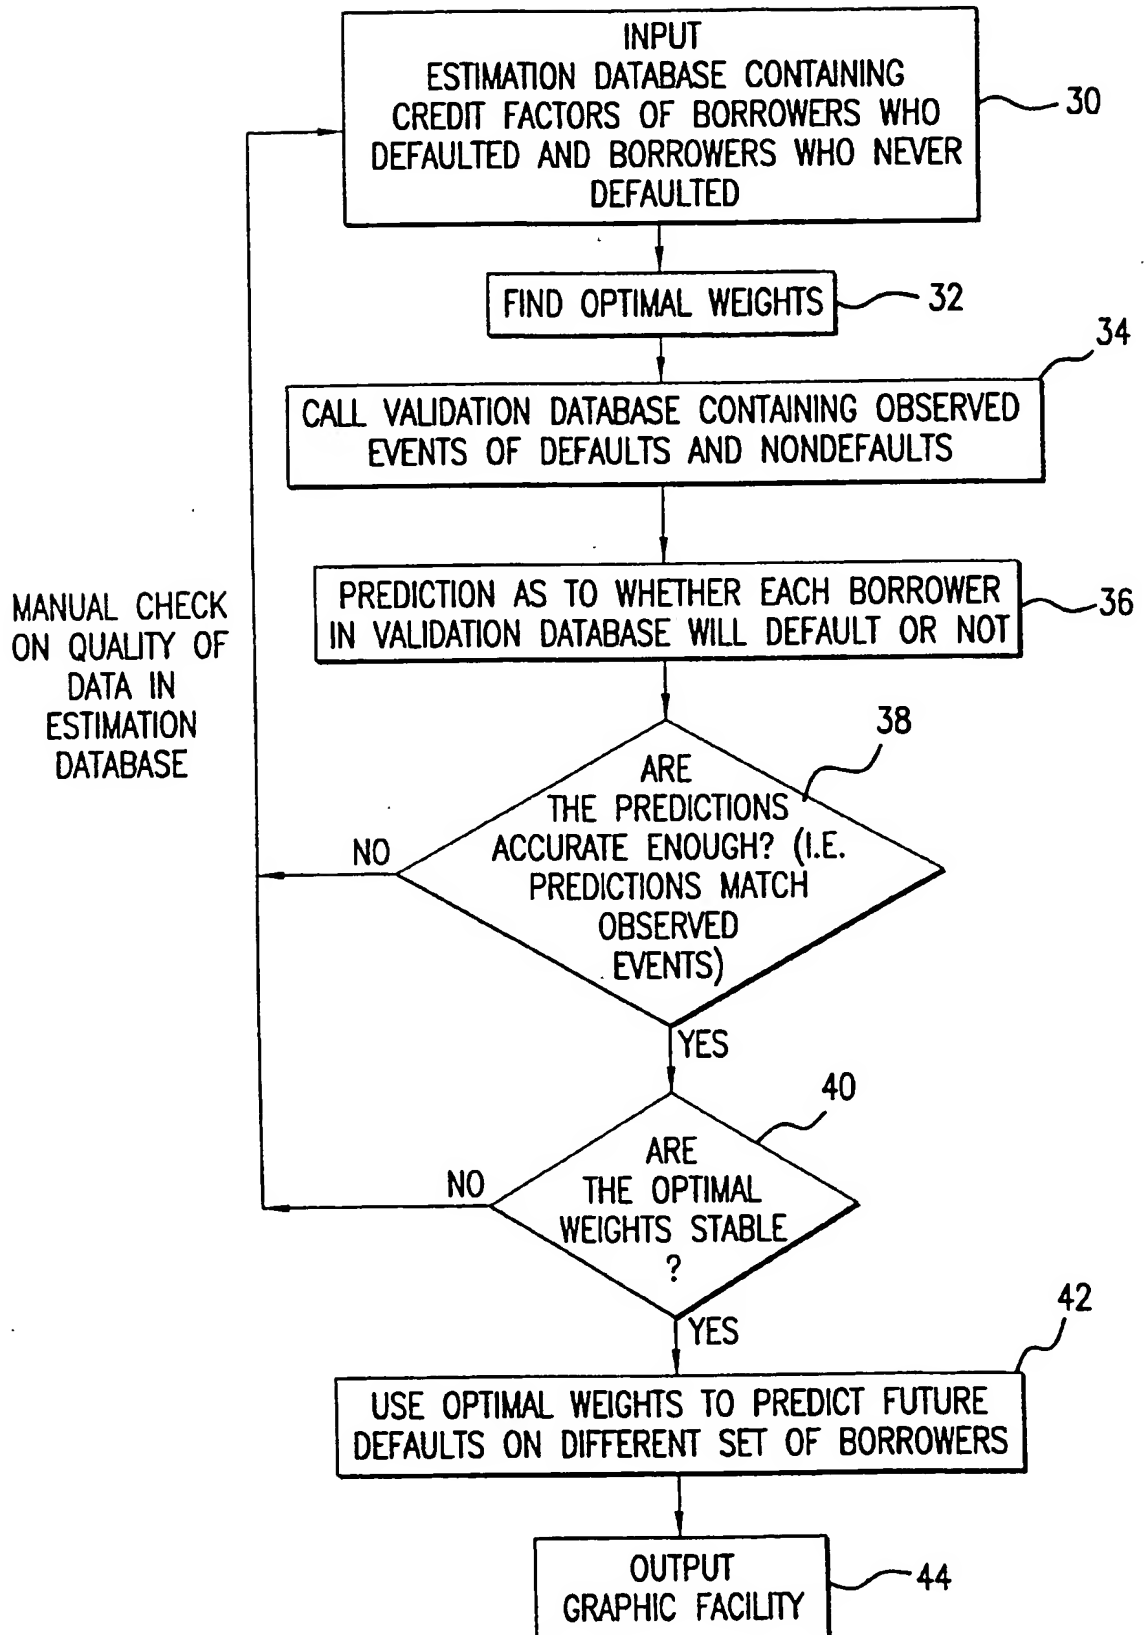 INPUT
ESTIMATION DATABASE CONTAINING
CREDIT FACTORS OF BORROWERS WHO
DEFAULTED AND BORROWERS WHO NEVER
DEFAULTED
30
FIND OPTIMAL WEIGHTS
32
34
CALL VALIDATION DATABASE CONTAINING OBSERVED
EVENTS OF DEFAULTS AND NONDEFAULTS
PREDICTION AS TO WHETHER EACH BORROWER
IN VALIDATION DATABASE WILL DEFAULT OR NOT
36
MANUAL CHECK
ON QUALITY OF
DATA IN
ESTIMATION
DATABASE
38
ARE
THE PREDICTIONS
ACCURATE ENOUGH? (I.E.
PREDICTIONS MATCH
OBSERVED
EVENTS)
NO
YES
40
ARE
THE OPTIMAL
WEIGHTS STABLE
?
NO
YES
42
USE OPTIMAL WEIGHTS TO PREDICT FUTURE
DEFAULTS ON DIFFERENT SET OF BORROWERS
OUTPUT
GRAPHIC FACILITY
44